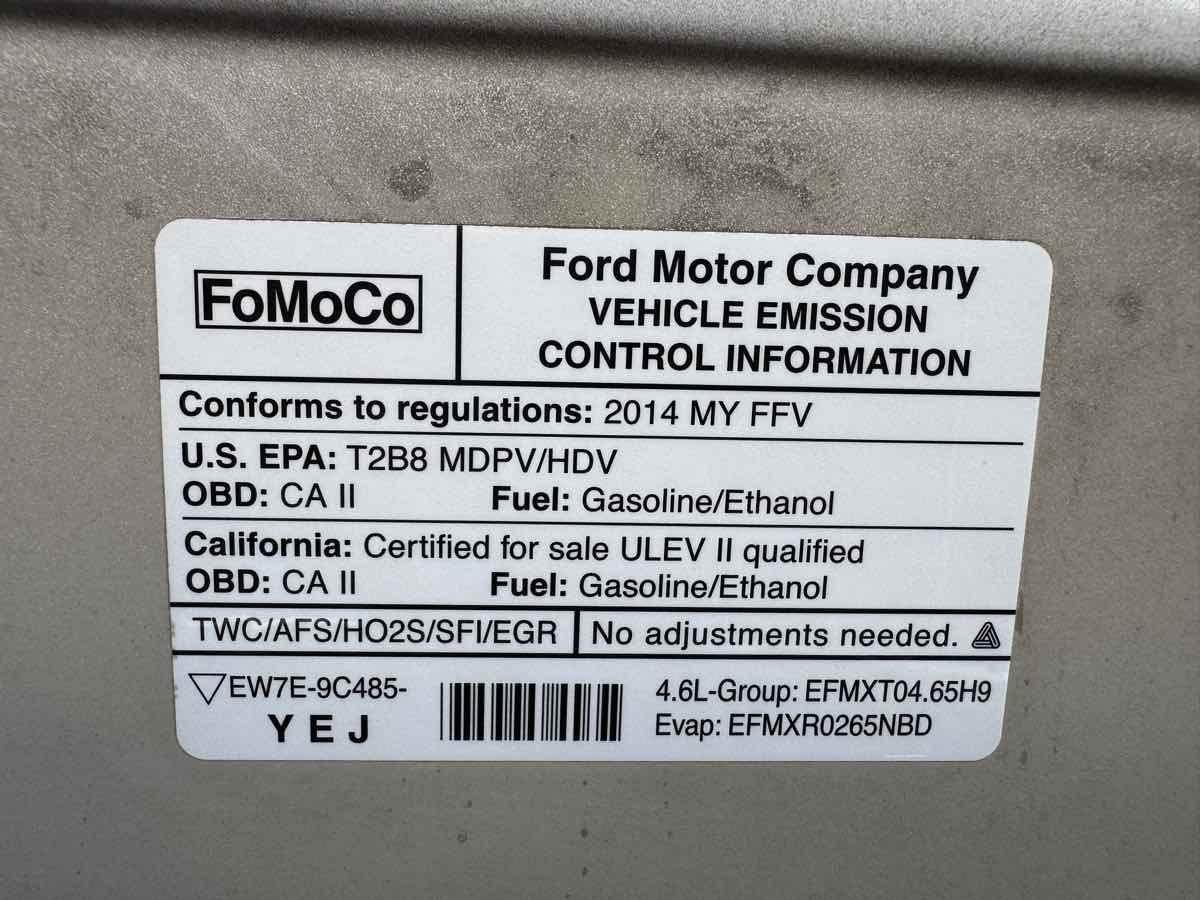 FoMoCo
Ford Motor Company
VEHICLE EMISSION
CONTROL INFORMATION
Conforms to regulations: 2014 MY FFV
U.S. EPA: T2B8 MDPV/HDV
OBD: CA II Fuel: Gasoline/Ethanol
California: Certified for sale ULEV II qualified
OBD: CA II Fuel: Gasoline/Ethanol
TWC/AFS/HO2S/SFI/EGR No adjustments needed.
EW7E-9C485- 4.6L-Group: EFMXT04.65H9
YEJ Evap: EFMXR0265NBD